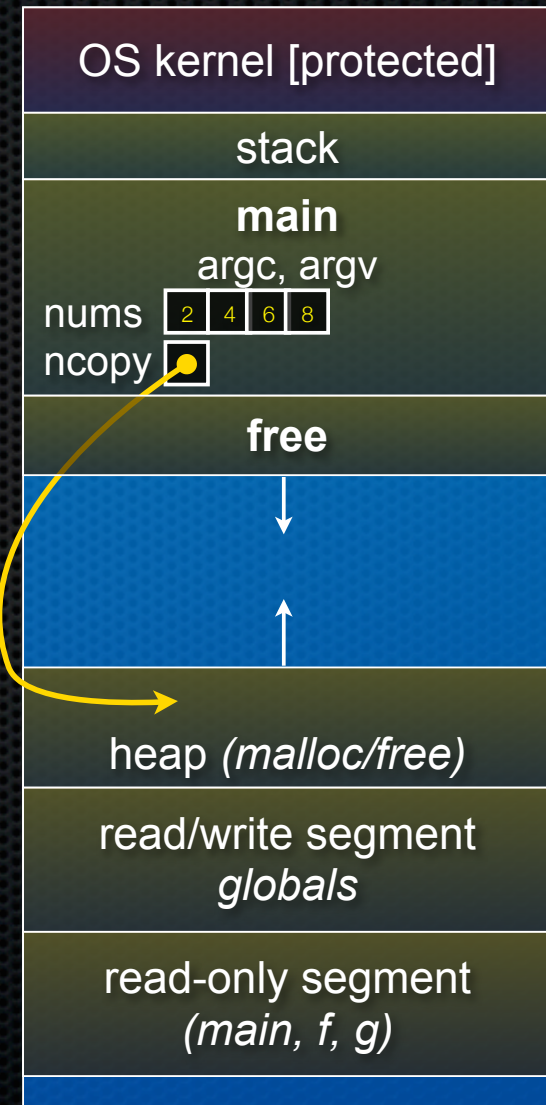 OS kernel [protected]
stack
main
argc, argv
nums 2 4 6 8
ncopy
free
heap (malloc/free)
read/write segment
globals
read-only segment
(main, f, g)